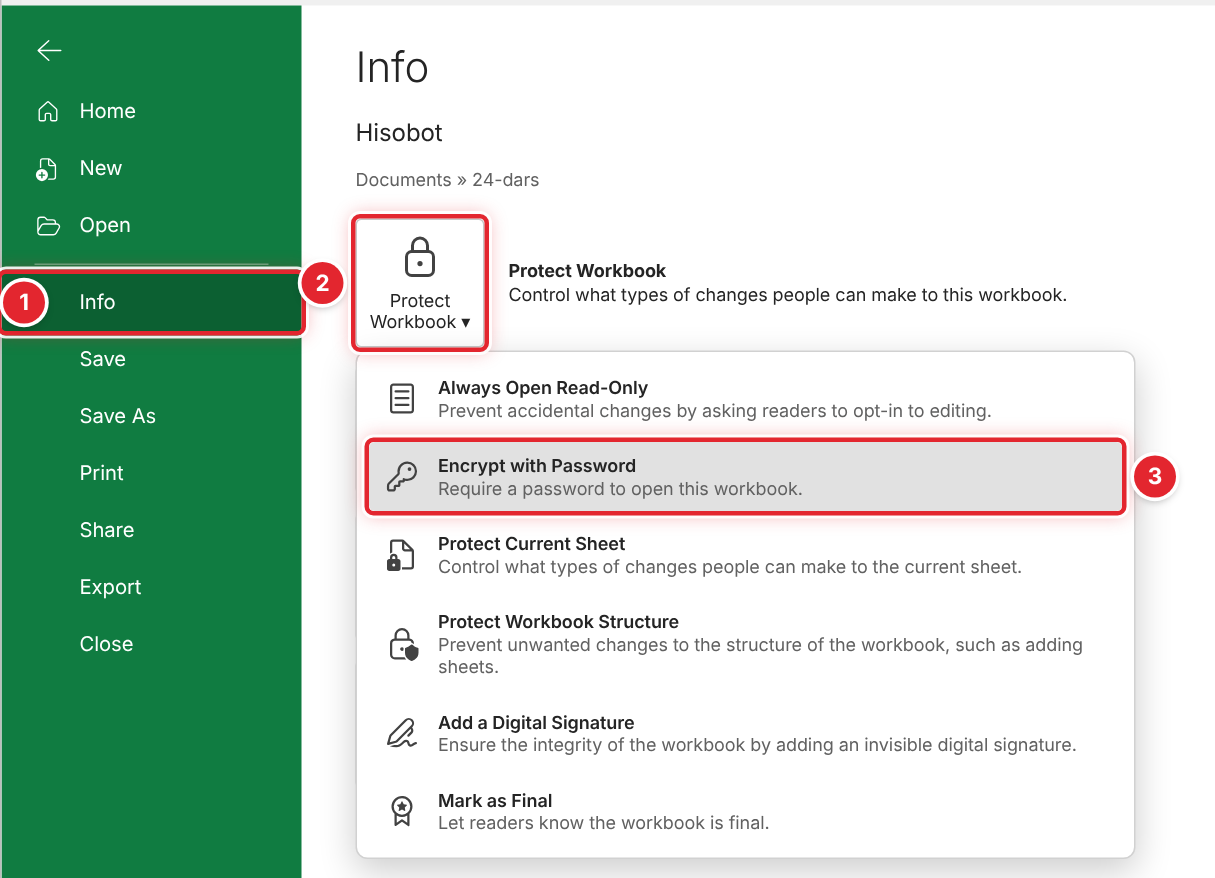 Info
Hisobot
Documents » 24-dars
Home
New
Open
1
Info
Save
Save As
Print
Share
Export
Close
2
Protect
Workbook ▾
Protect Workbook
Control what types of changes people can make to this workbook.
Always Open Read-Only
Prevent accidental changes by asking readers to opt-in to editing.
Encrypt with Password
Require a password to open this workbook.
3
Protect Current Sheet
Control what types of changes people can make to the current sheet.
Protect Workbook Structure
Prevent unwanted changes to the structure of the workbook, such as adding
sheets.
Add a Digital Signature
Ensure the integrity of the workbook by adding an invisible digital signature.
Mark as Final
Let readers know the workbook is final.